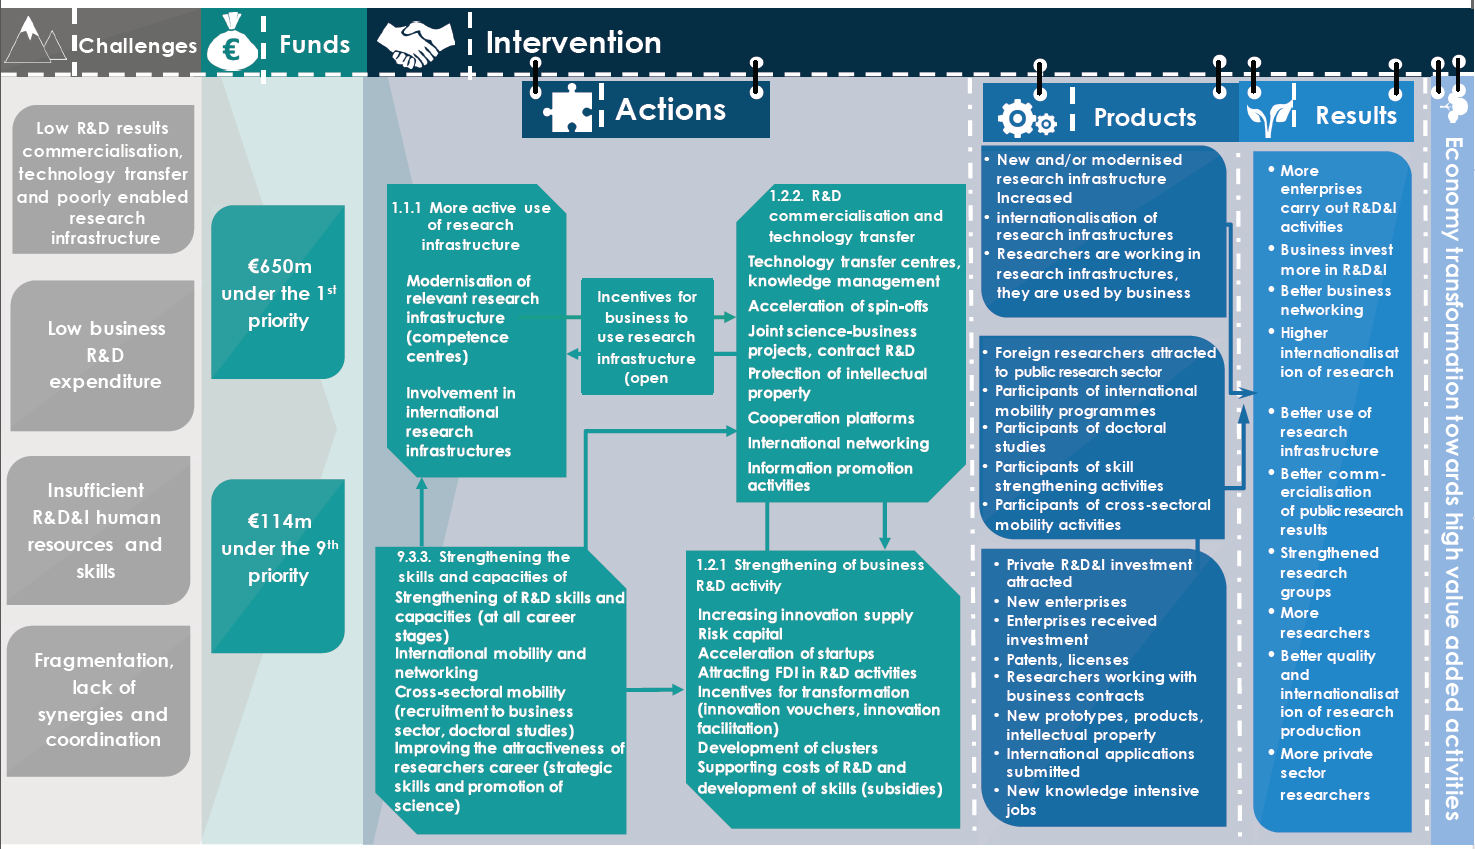 Challenges
Funds
Intervention
Actions
Products
Results
Low R&D results
commercialisation,
technology transfer
and poorly enabled
research
infrastructure
Low business
R&D
expenditure
Insufficient
R&D&I human
resources and
skills
Fragmentation,
lack of
synergies and
coordination
€
€650m
under the 1st
priority
€114m
under the 9th
priority
1.1.1 More active use
of research
infrastructure
Modernisation of
relevant research
infrastructure
(competence
centres)
Involvement in
international
research
infrastructures
Incentives for
business to
use research
infrastructure
(open
1.2.2. R&D
commercialisation and
technology transfer
Technology transfer centres,
knowledge management
Acceleration of spin-offs
Joint science-business
projects, contract R&D
Protection of intellectual
property
Cooperation platforms
International networking
Information promotion
activities
9.3.3. Strengthening the
skills and capacities of
Strengthening of R&D skills and
capacities (at all career
stages)
International mobility and
networking
Cross-sectoral mobility
(recruitment to business
sector, doctoral studies)
Improving the attractiveness of
researchers career (strategic
skills and promotion of
science)
1.2.1 Strengthening of business
R&D activity
Increasing innovation supply
Risk capital
Acceleration of startups
Attracting FDI in R&D activities
Incentives for transformation
(innovation vouchers, innovation
facilitation)
Development of clusters
Supporting costs of R&D and
development of skills (subsidies)
• New and/or modernised
research infrastructure
Increased
• internationalisation of
research infrastructures
• Researchers are working in
research infrastructures,
they are used by business
• Foreign researchers attracted
to public research sector
• Participants of international
mobility programmes
• Participants of doctoral
studies
• Participants of skill
strengthening activities
• Participants of cross-sectoral
mobility activities
• Private R&D&I investment
attracted
• New enterprises
• Enterprises received
investment
• Patents, licenses
• Researchers working with
business contracts
• New prototypes, products,
intellectual property
• International applications
submitted
• New knowledge intensive
jobs
• More
enterprises
carry out R&D&I
activities
• Business invest
more in R&D&I
• Better business
networking
• Higher
internationalisat
ion of research
• Better use of
research
infrastructure
• Better comm-
ercialisation
of public research
results
• Strengthened
research
groups
• More
researchers
• Better quality
and
internationalisat
ion of research
production
• More private
sector
researchers
Economy transformation towards high value added activities